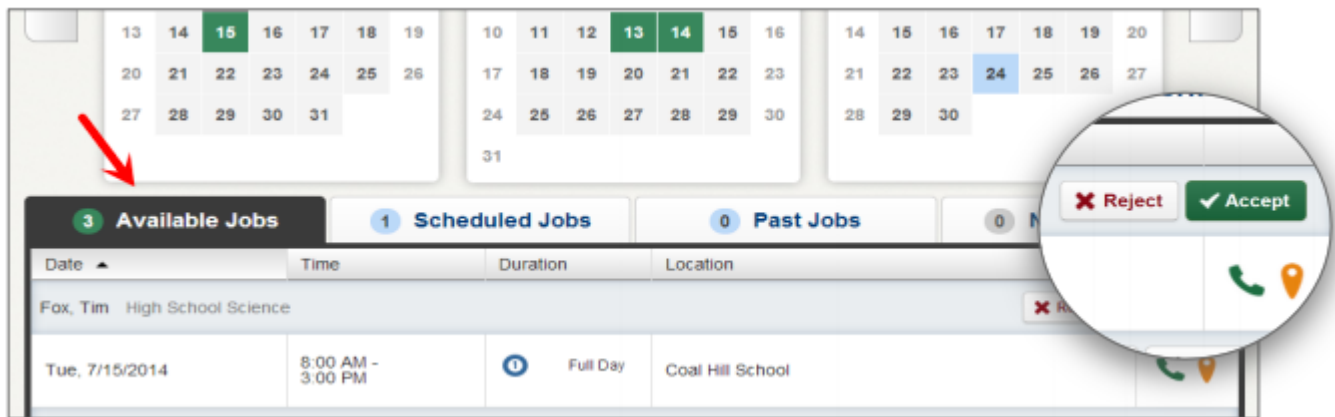 13 14 15 16 17 18 19 10 11 12 13 14 15 16 14 15 16 17 18 19 20
20 21 22 23 24 25 26 17 18 19 20 21 22 23 21 22 23 24 25 26 27
27 28 29 30 31 24 25 26 27 28 29 30 28 29 30
31
Reject Accept
3 Available Jobs 1 Scheduled Jobs 0 Past Jobs 0
Date Time Duration Location
Fox, Tim High School Science
Tue, 7/15/2014 8:00 AM - Full Day Coal Hill School
3:00 PM